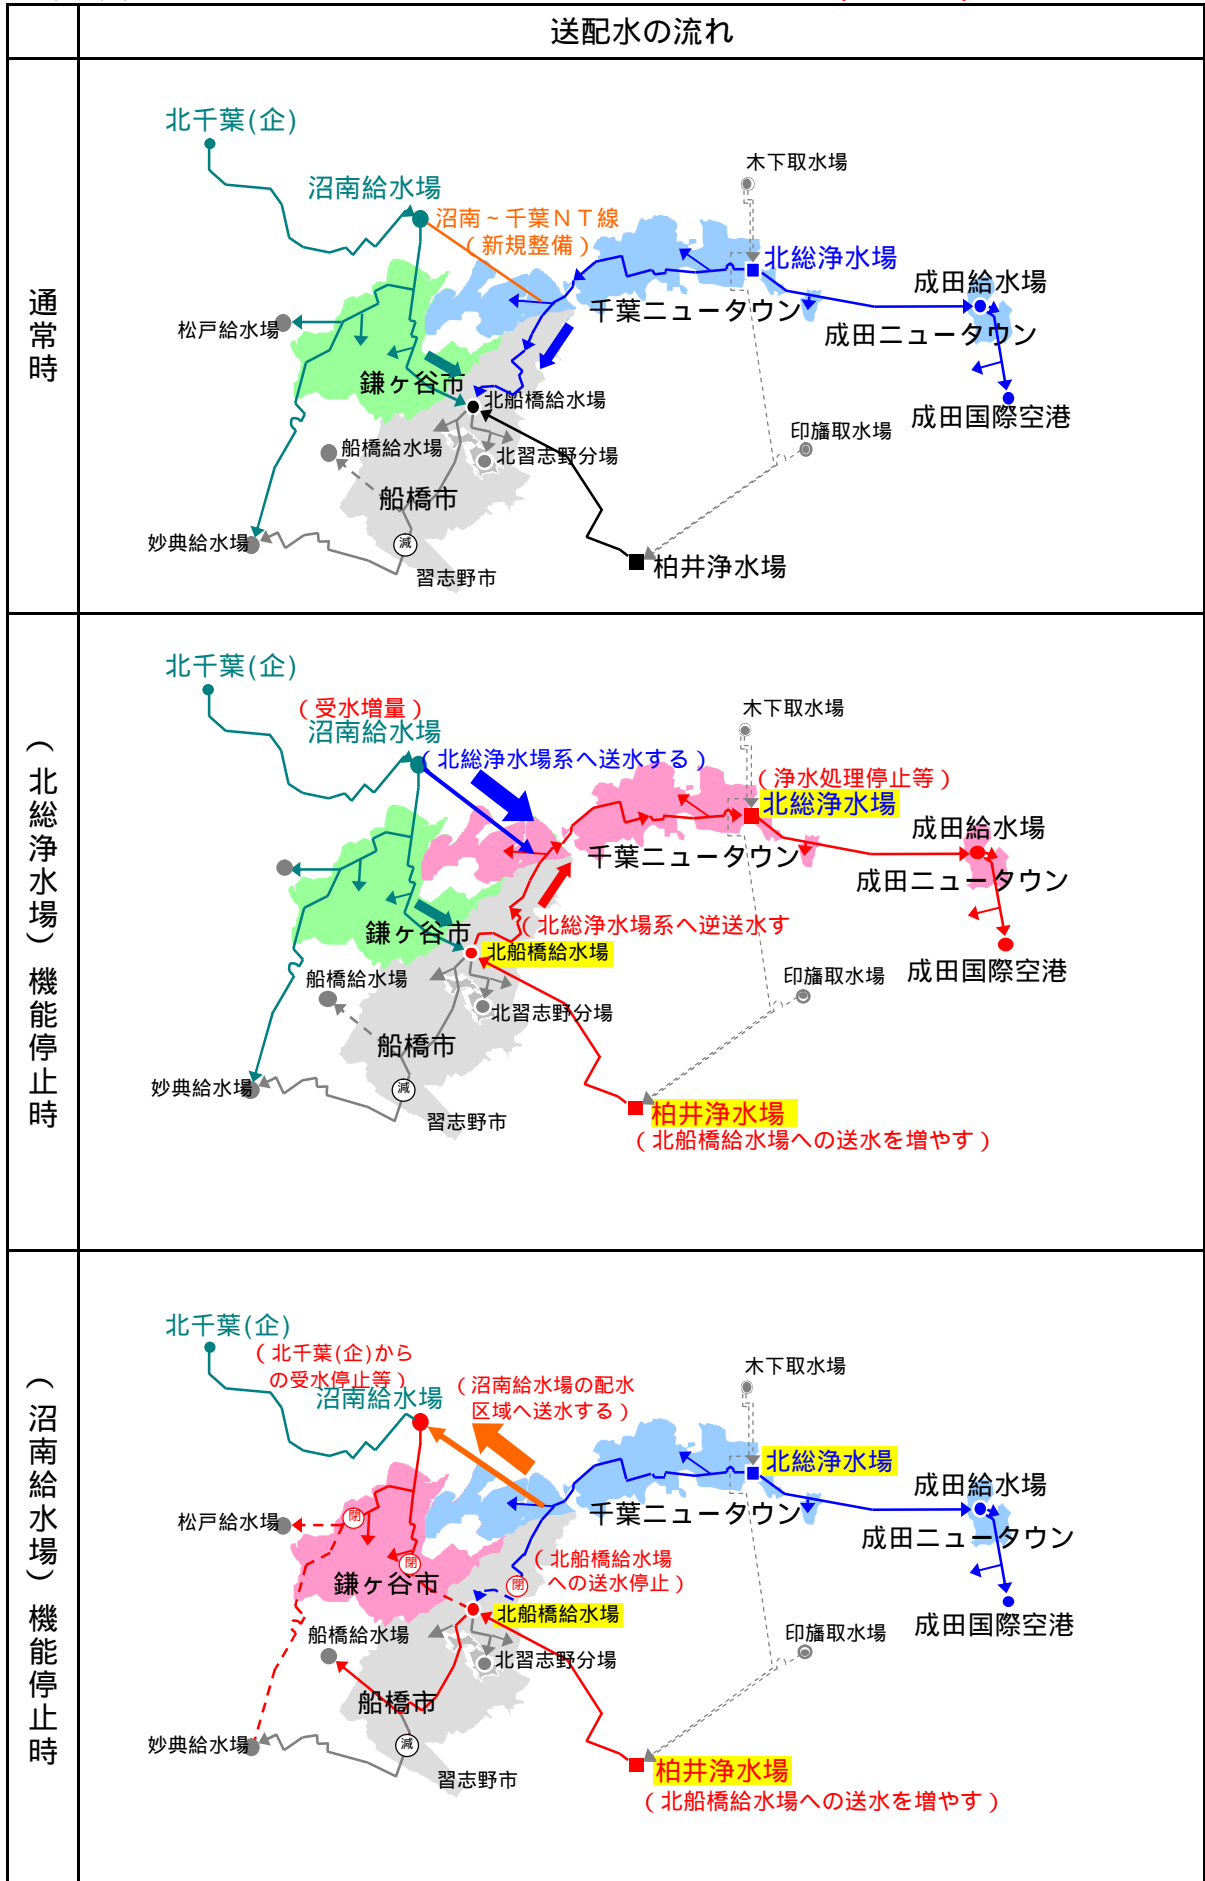 送配水の流れ
通常時
北千葉(企)
沼南給水場
木下取水場
沼南~千葉NT線
(新規整備)
北総浄水場
成田給水場
千葉ニュータウン
松戸給水場
成田ニュータウン
鎌ヶ谷市
北船橋給水場
成田国際空港
船橋給水場
北習志野分場
印旛取水場
船橋市
妙典給水場
減
習志野市
柏井浄水場
(北総浄水場)機能停止時
北千葉(企)
(受水増量)
沼南給水場
木下取水場
(北総浄水場系へ送水する)
(浄水処理停止等)
北総浄水場
成田給水場
千葉ニュータウン
成田ニュータウン
鎌ヶ谷市
(北総浄水場系へ逆送水す
北船橋給水場
船橋給水場
印旛取水場
成田国際空港
北習志野分場
船橋市
妙典給水場
減
習志野市
柏井浄水場
(北船橋給水場への送水を増やす)
(沼南給水場)機能停止時
北千葉(企)
(北千葉(企)から
の受水停止等)
沼南給水場
(沼南給水場の配水
区域へ送水する)
木下取水場
北総浄水場
成田給水場
千葉ニュータウン
松戸給水場
閉
成田ニュータウン
閉
鎌ヶ谷市
(北船橋給水場
への送水停止)
閉
北船橋給水場
成田国際空港
船橋給水場
北習志野分場
印旛取水場
船橋市
妙典給水場
減
習志野市
柏井浄水場
(北船橋給水場への送水を増やす)